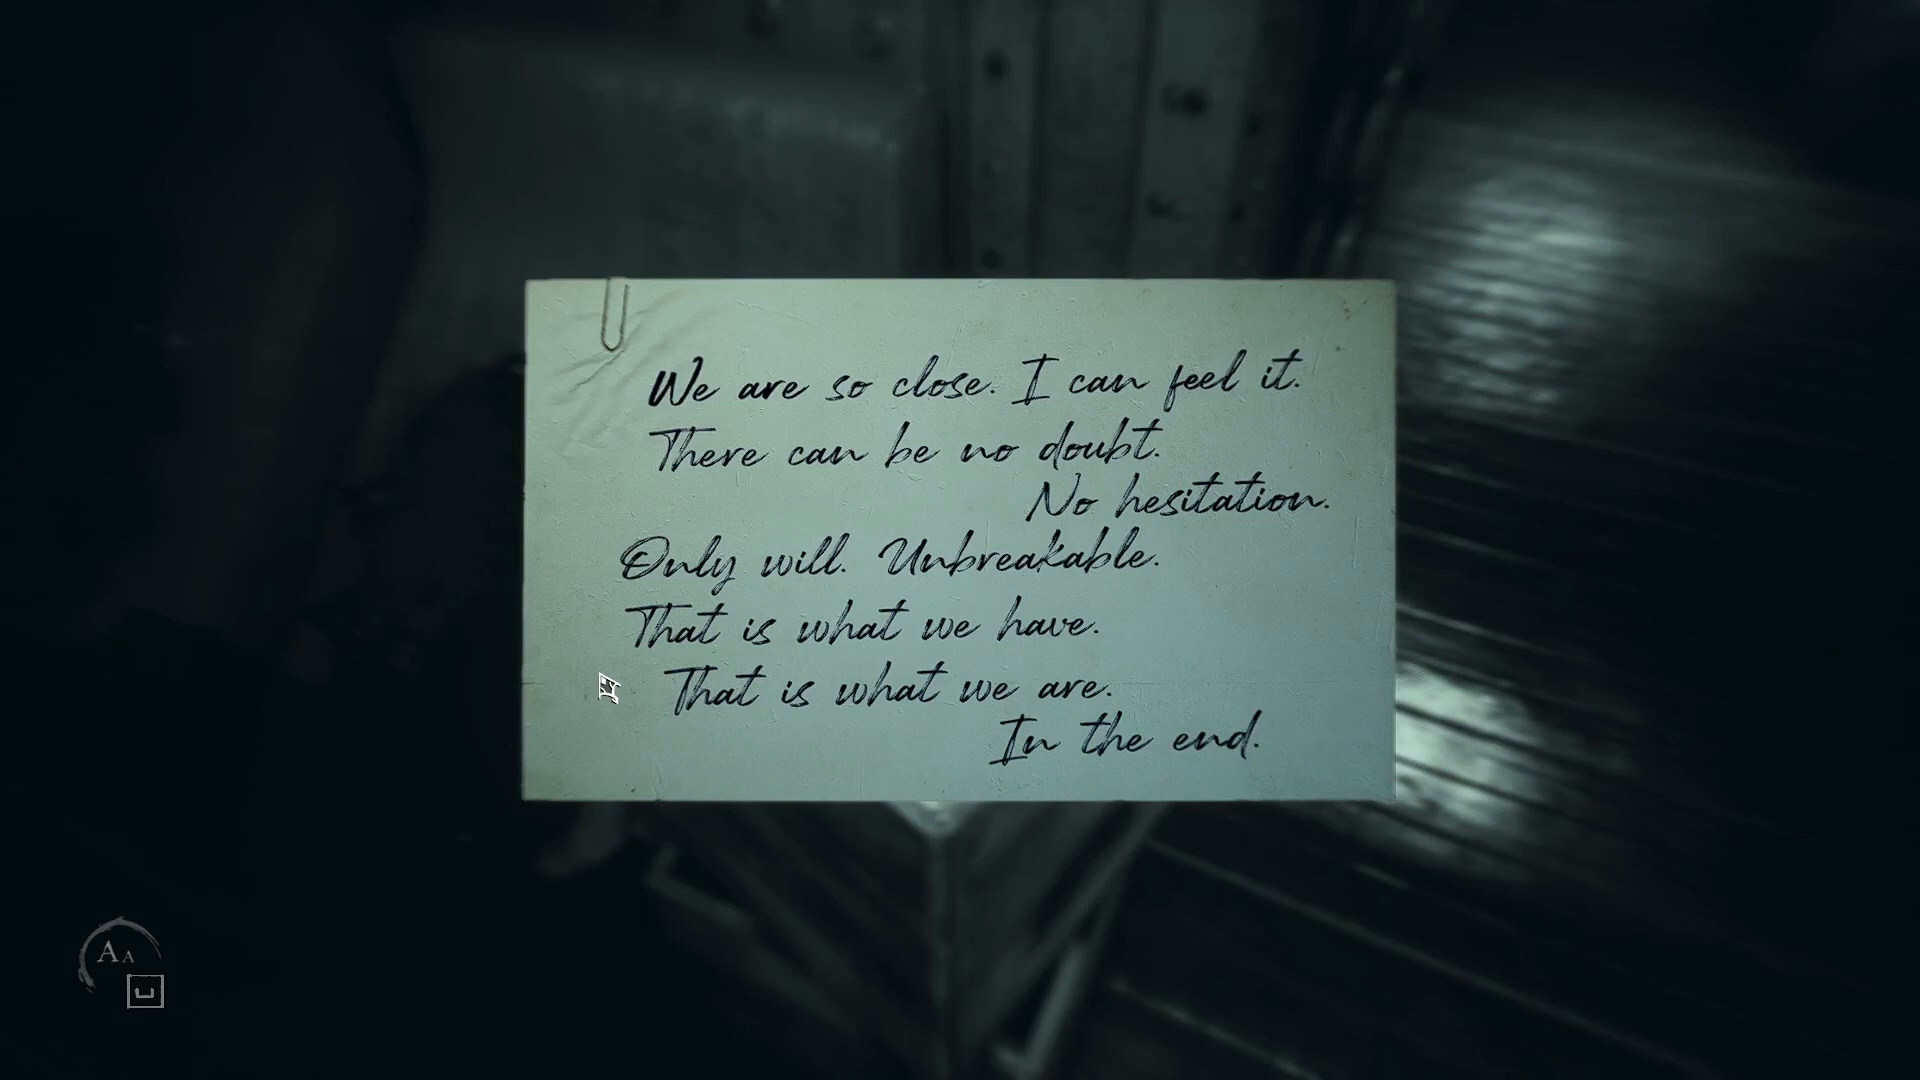 We are so close. I can feel it.
There can be no doubt.
No hesitation.
Only will. Unbreakable.
That is what we have.
That is what we are.
In the end.
A A